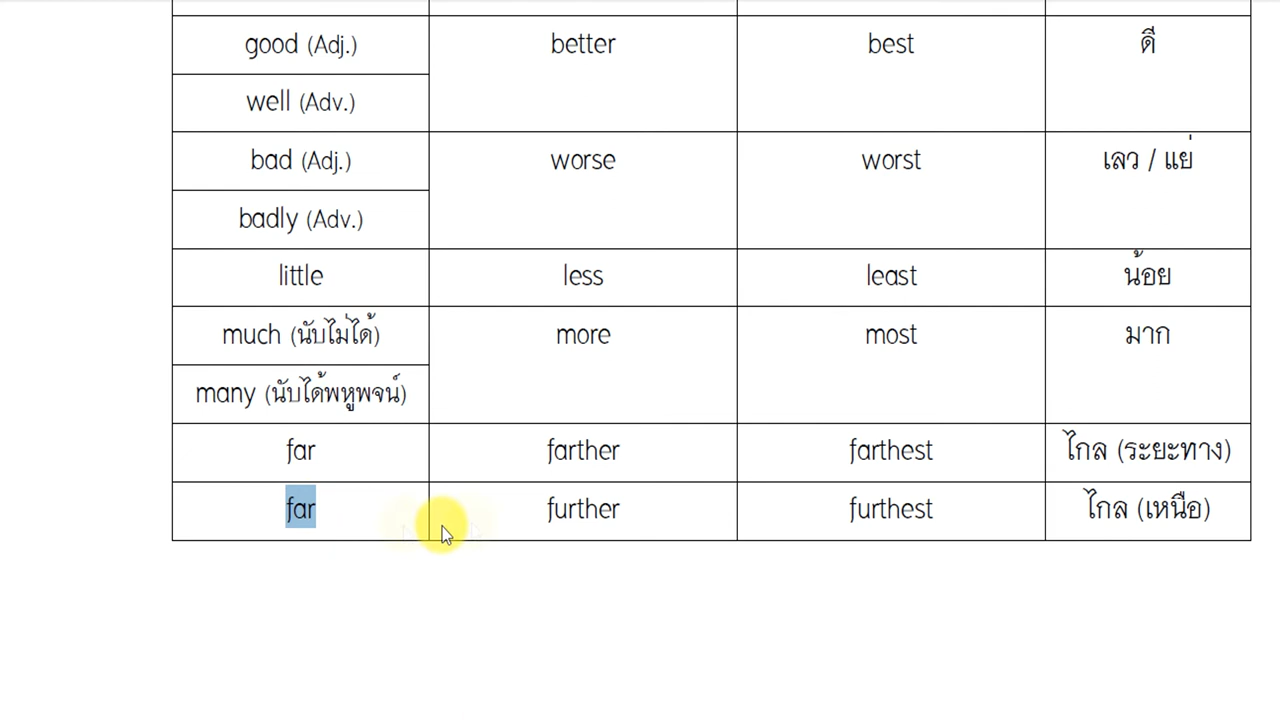 good (Adj.) better best ดี
well (Adv.)
bad (Adj.) worse worst เลว / แย่
badly (Adv.)
little less least น้อย
much (นับไม่ได้) more most มาก
many (นับได้พหูพจน์)
far farther farthest ไกล (ระยะทาง)
far further furthest ไกล (เหนือ)